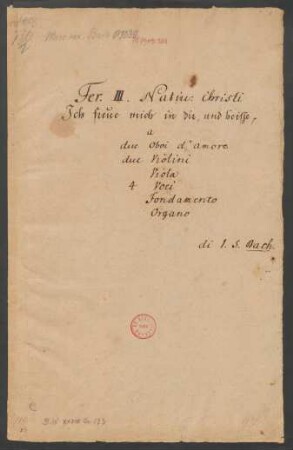 Fer. III. Nativ: Christi
Ich freue mich in dir, und heisse,
a
due Oboi d'Amore
due Violini
Viola
4 Voci
Fondamento
Organo
di I. S. Bach.